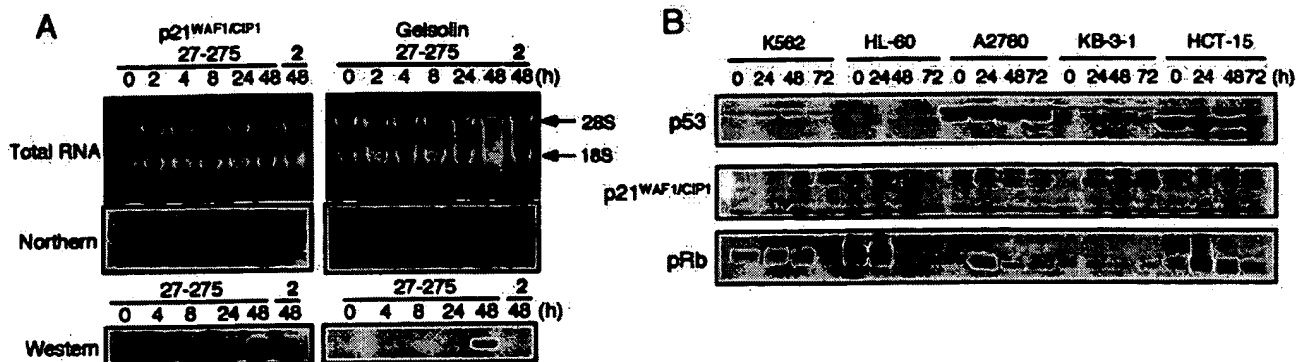 A
p21WAF1/CIP1
Gelsolin
27-275 2
27-275 2
0 2 4 8 24 48 48
0 2 4 8 24 48 48 (h)
Total RNA
28S
18S
Northern
27-275 2
27-275 2
0 4 8 24 48 48
0 4 8 24 48 48 (h)
Western
B
K562 HL-60 A2780 KB-3-1 HCT-15
0 24 48 72 0 24 48 72 0 24 48 72 0 24 48 72 0 24 48 72 (h)
p53
p21WAF1/CIP1
pRb